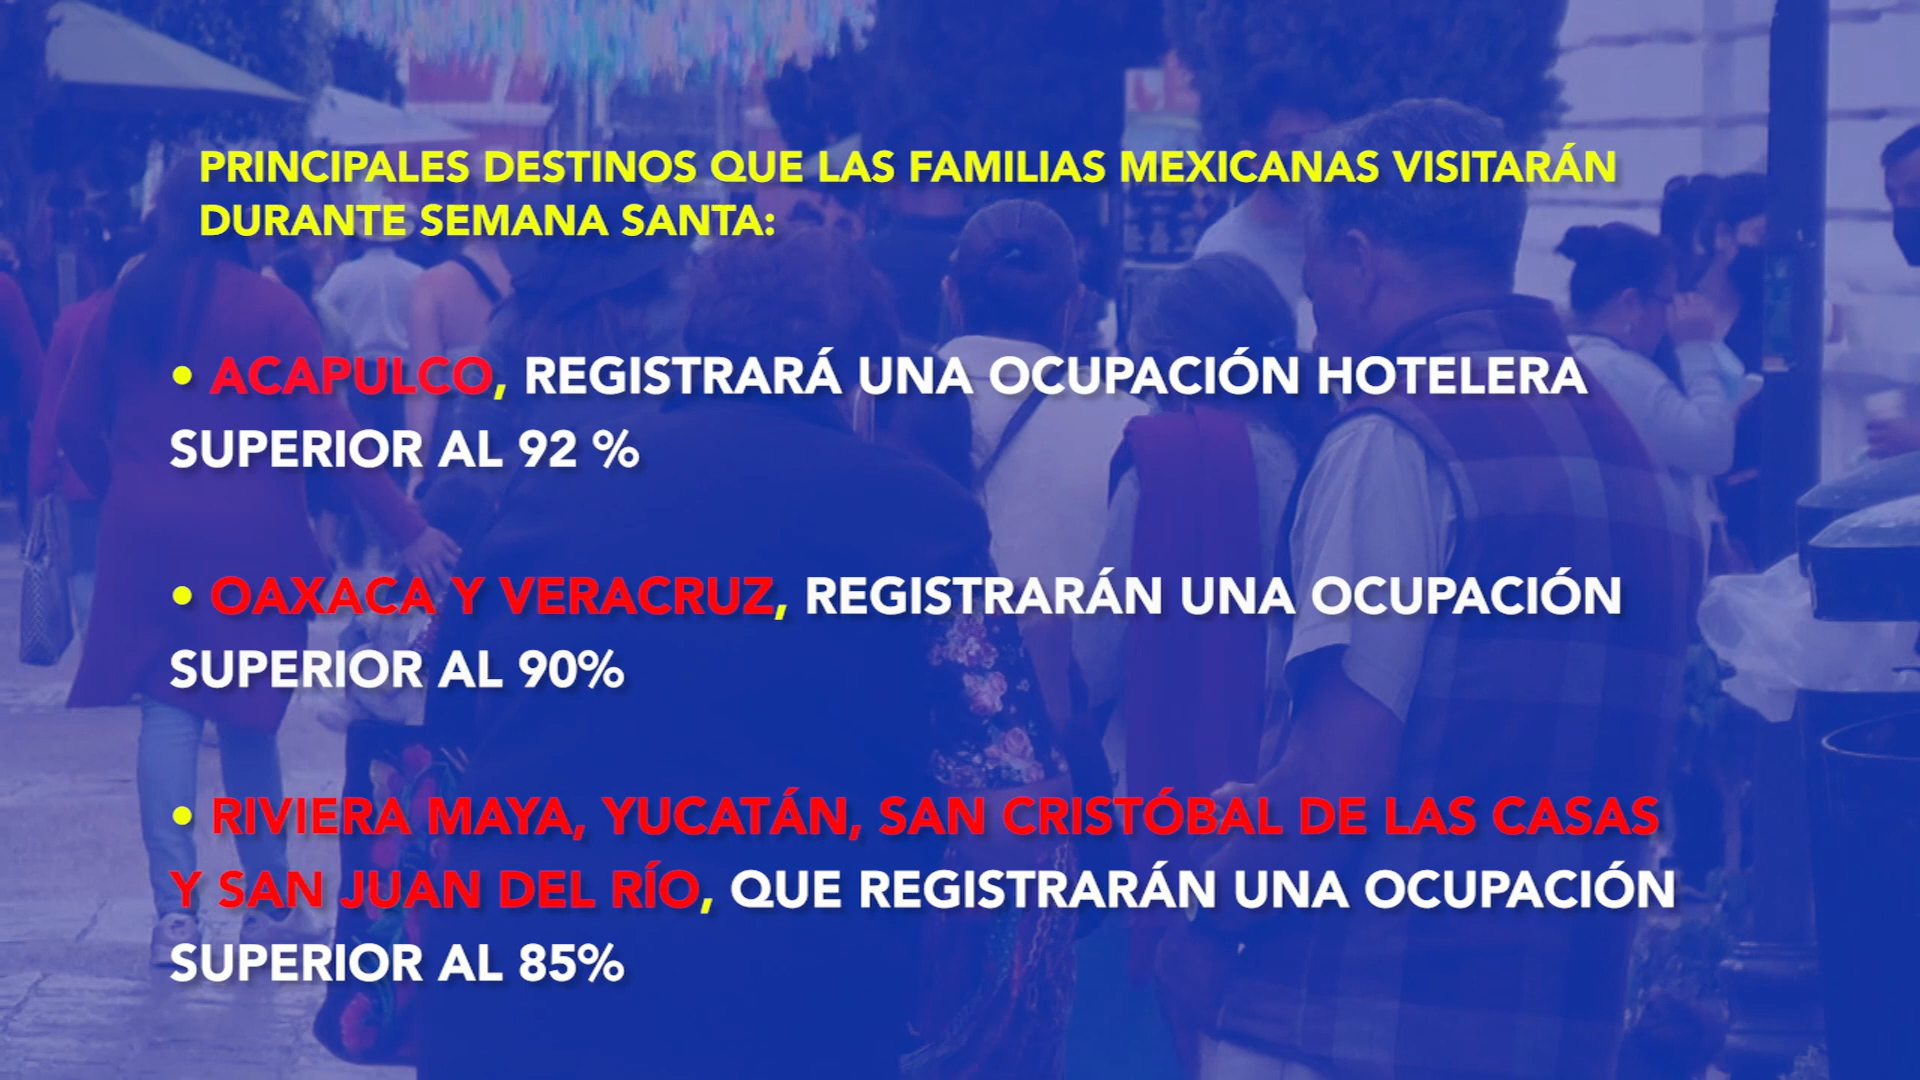 PRINCIPALES DESTINOS QUE LAS FAMILIAS MEXICANAS VISITARÁN
DURANTE SEMANA SANTA:
• ACAPULCO, REGISTRARÁ UNA OCUPACIÓN HOTELERA
SUPERIOR AL 92 %
• OAXACA Y VERACRUZ, REGISTRARÁN UNA OCUPACIÓN
SUPERIOR AL 90%
• RIVIERA MAYA, YUCATÁN, SAN CRISTÓBAL DE LAS CASAS
Y SAN JUAN DEL RÍO, QUE REGISTRARÁN UNA OCUPACIÓN
SUPERIOR AL 85%